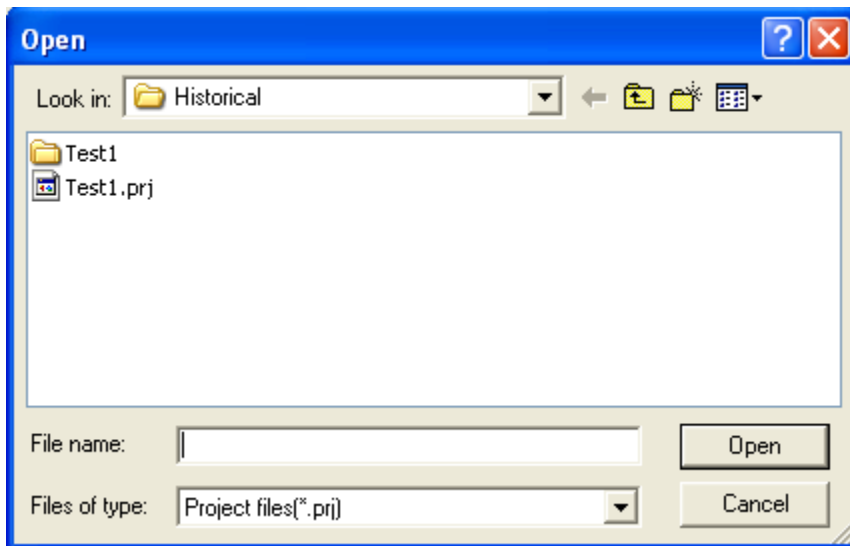 Open
Look in: Historical
Test1
Test1.prj
File name: Open
Files of type: Project files(*.prj) Cancel